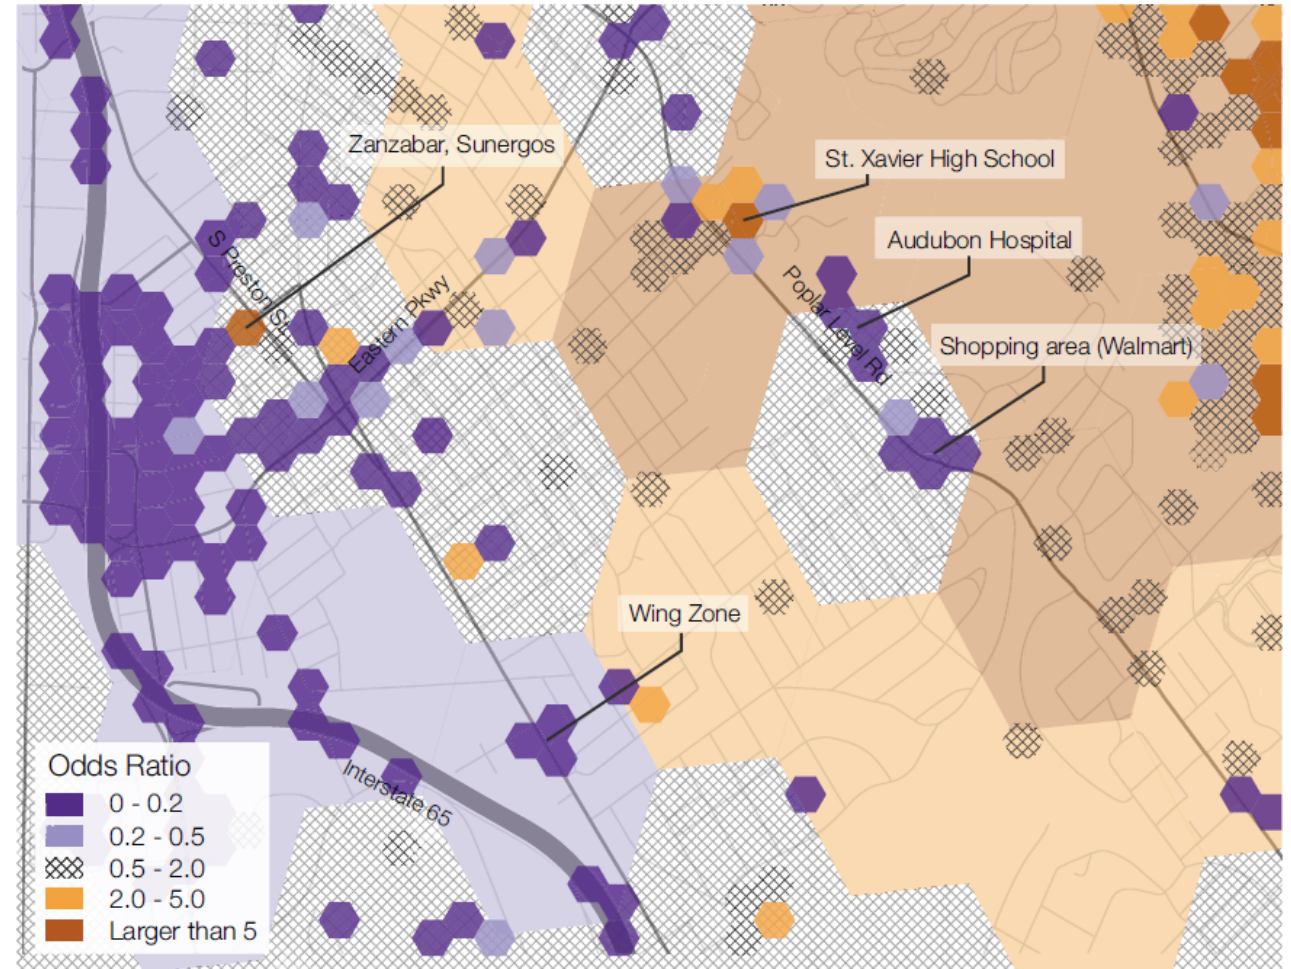 Zanzabar, Sunergos
St. Xavier High School
Audubon Hospital
S Preston St.
Eastern Pkwy
Poplar Level Rd
Shopping area (Walmart)
Wing Zone
Interstate 65
Odds Ratio
0 - 0.2
0.2 - 0.5
0.5 - 2.0
2.0 - 5.0
Larger than 5